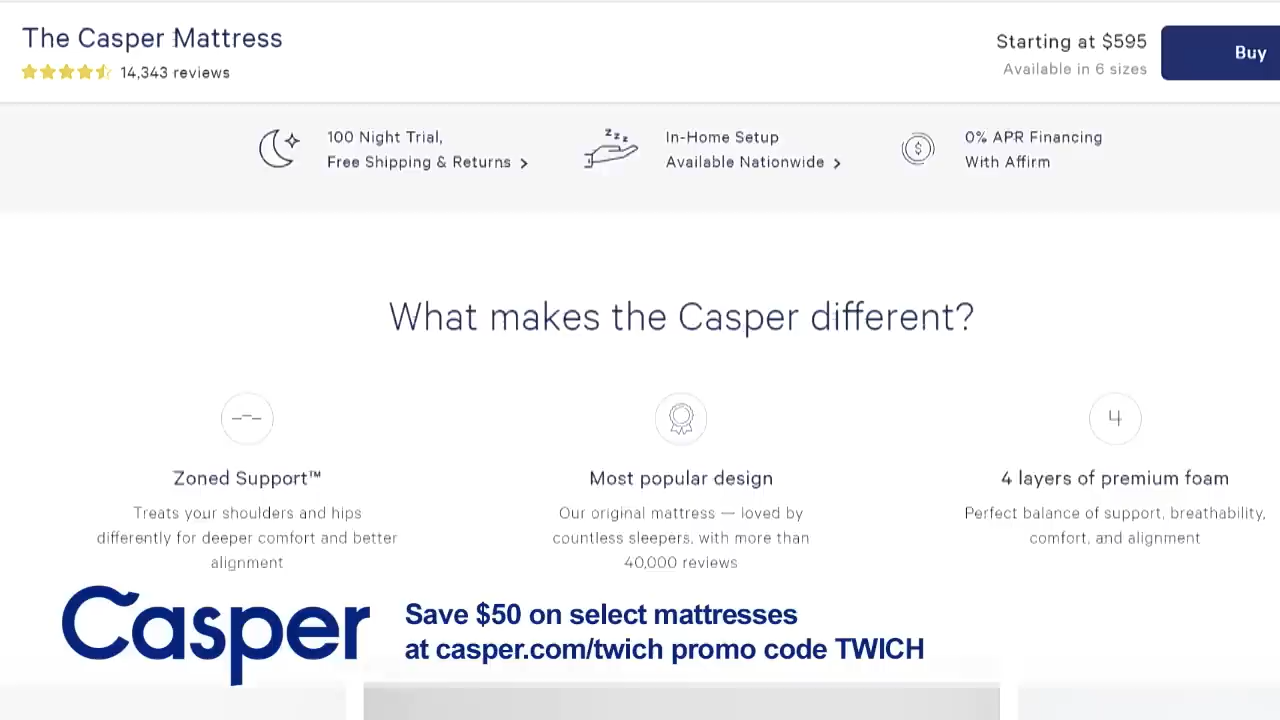 The Casper Mattress
14,343 reviews
Starting at $595
Available in 6 sizes
Buy
100 Night Trial,
Free Shipping & Returns >
zzz
In-Home Setup
Available Nationwide >
$
0% APR Financing
With Affirm
What makes the Casper different?
4
Zoned Support™
Treats your shoulders and hips
differently for deeper comfort and better
alignment
Most popular design
Our original mattress — loved by
countless sleepers, with more than
40,000 reviews
4 layers of premium foam
Perfect balance of support, breathability,
comfort, and alignment
Casper
Save $50 on select mattresses
at casper.com/twich promo code TWICH